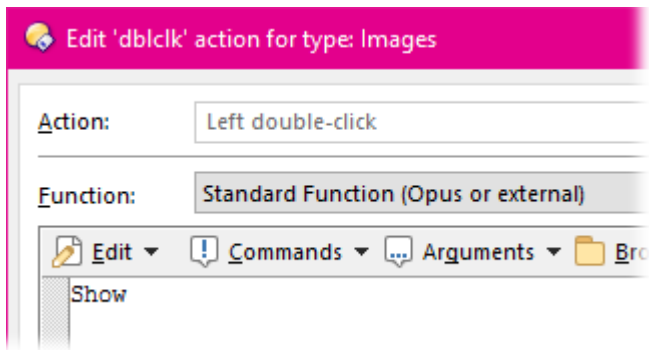 Edit 'dblclk' action for type: Images
Action: Left double-click
Function: Standard Function (Opus or external)
Edit Commands Arguments
Show